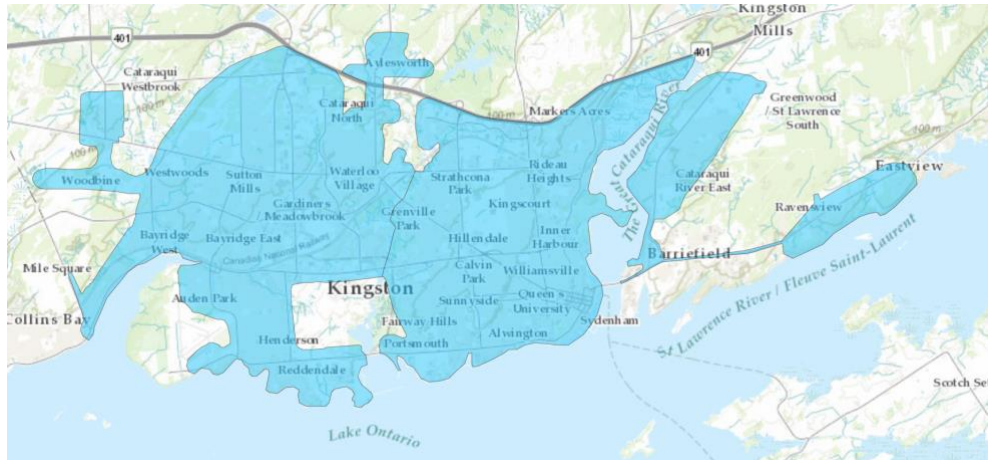 Kingston
Mills
401
401
Aylesworth
Cataraqui
Westbrook
100 m
Cataraqui
North
100 m
Markers Acres
Greenwood
/ St Lawrence
South
100 m
100 m
The Great Cataraqui River
Woodbine
Westwoods
Sutton
Mills
Waterloo
Village
Strathcona
Park
Rideau
Heights
Cataraqui
River East
Eastview
Gardiners
Meadowbrook
Grenville
Park
Kingscourt
Ravensview
Bayridge
West
Bayridge East
Canadian National Railway
Hillendale
Inner
Harbour
Barriefield
Mile Square
Calvin
Park
Williamsville
Auden Park
Kingston
Sunnyside
Queen's
University
Collins Bay
Fairway Hills
Sydenham
Henderson
Portsmouth
Alwington
St Lawrence River / Fleuve Saint-Laurent
Reddendale
Scotch Se
Lake Ontario